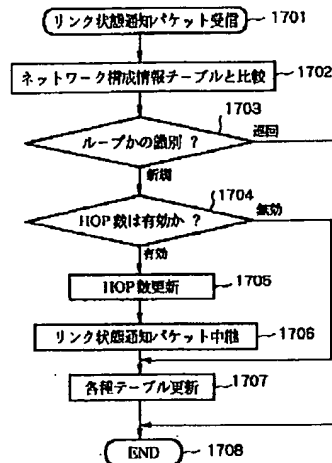 リンク状態通知パケット受信 1701
ネットワーク構成情報テーブルと比較 1702
1703
ループかの識別 ? 巡回
新規
1704
HOP数は有効か ? 無効
有効
HOP数更新 1705
リンク状態通知パケット中継 1706
各種テーブル更新 1707
END 1708